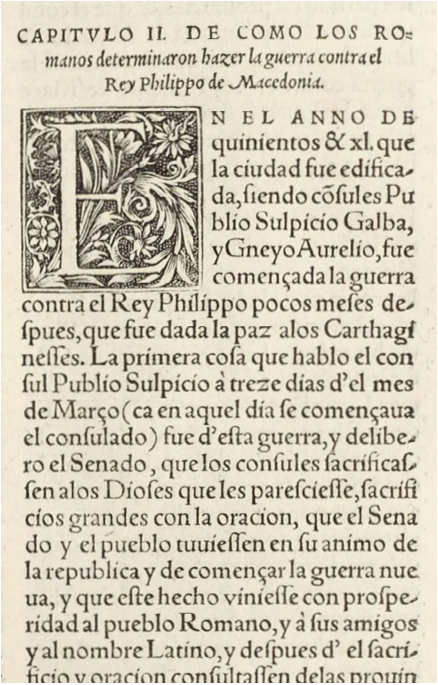 CAPITVLO II. DE COMO LOS RO-
manos determinaron hazer la guerra contra el
Rey Philippo de Macedonia.
EN EL ANNO DE
quinientos & xl. que
la ciudad fue edifica-
da, siendo cõsules Pu
blio Sulpicio Galba,
y Gneyo Aurelio, fue
començada la guerra
contra el Rey Philippo pocos meses de-
spues, que fue dada la paz alos Carthagi
nesses. La primera cosa que hablo el con
sul Publio Sulpicio à treze dias d'el mes
de Março (ca en aquel dia se començaua
el consulado) fue d'esta guerra, y delibe-
ro el Senado, que los consules sacrificas-
sen alos Dioses que les paresciesse, sacrifi
cios grandes con la oracion, que el Sena
do y el pueblo tuuiessen en su animo de
la republica y de començar la guerra nue
ua, y que este hecho viniesse con prospe-
ridad al pueblo Romano, y à sus amigos
y al nombre Latino, y despues d' el sacri-
ficio y oracion consultassen delas prouin